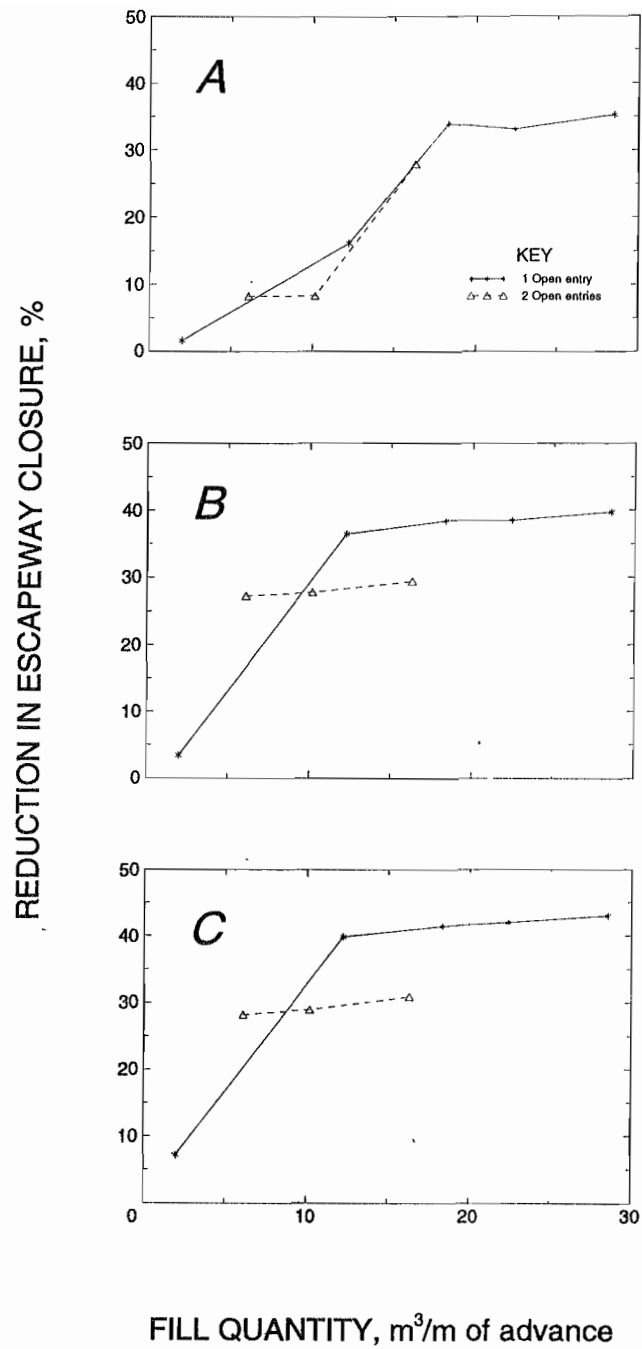 REDUCTION IN ESCAPEWAY CLOSURE, %
50
A
40
30
20
KEY
1 Open entry
10
2 Open entries
0
50
B
40
30
20
10
0
50
C
40
30
20
10
0 10 20 30
FILL QUANTITY, m³/m of advance